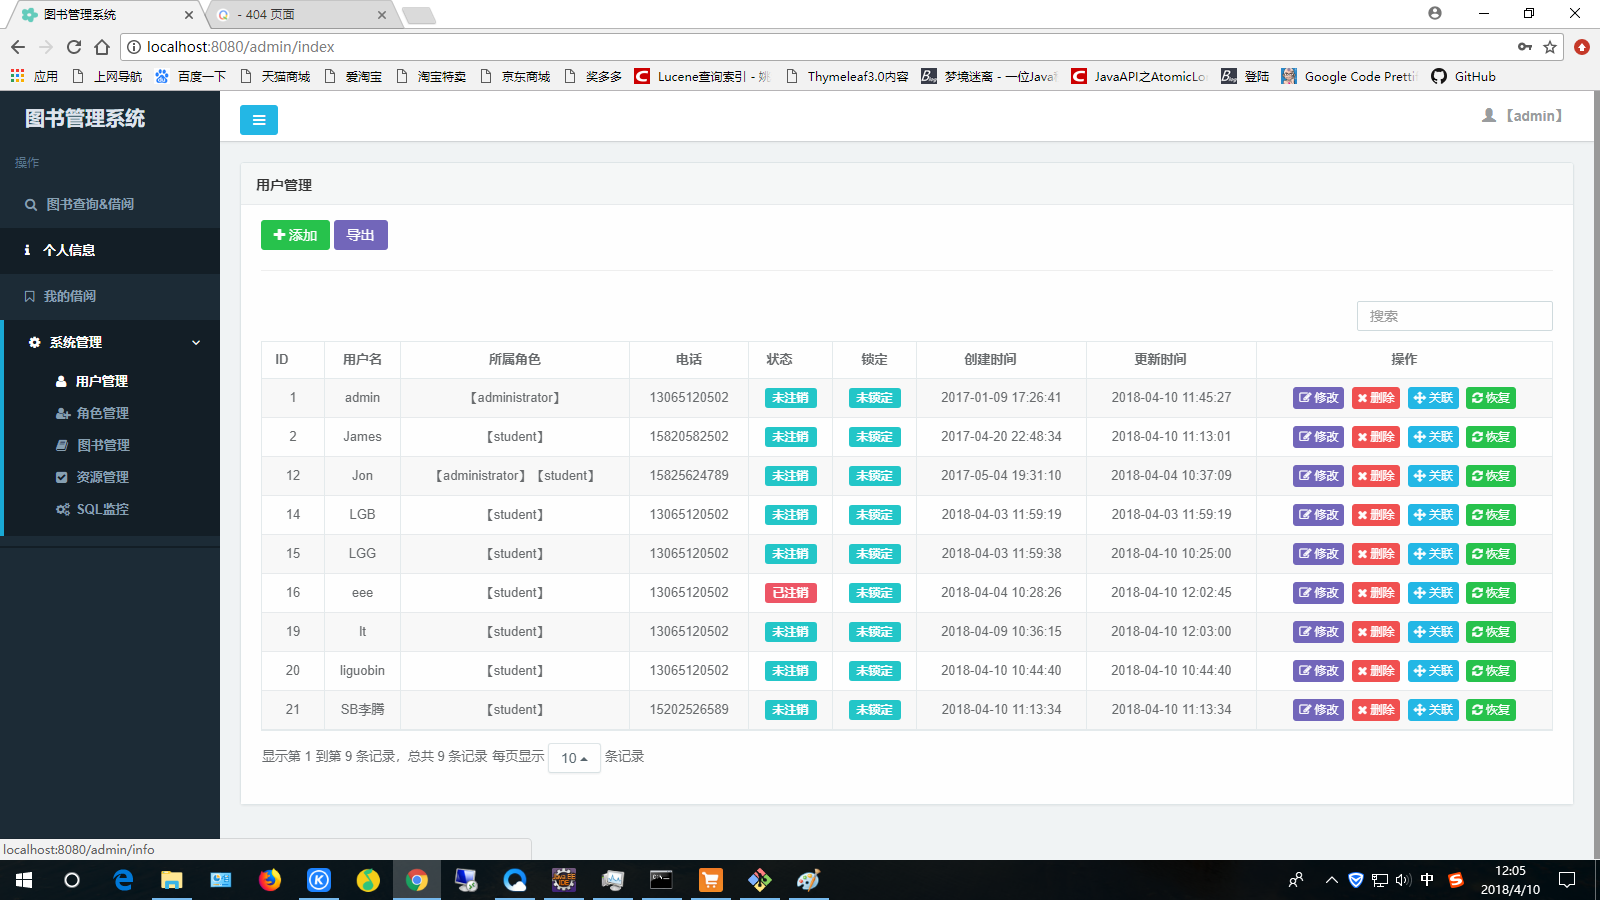 图书管理系统
- 404 页面
localhost:8080/admin/index
应用 上网导航 百度一下 天猫商城 爱淘宝 淘宝特卖 京东商城 奖多多 Lucene查询索引 - 姚 Thymeleaf3.0内容 梦境迷离 - 一位Java JavaAPI之AtomicLo 登陆 Google Code Pretti GitHub
图书管理系统
【admin】
操作
图书查询&借阅
个人信息
我的借阅
系统管理
用户管理
角色管理
图书管理
资源管理
SQL监控
用户管理
添加 导出
搜索
ID 用户名 所属角色 电话 状态 锁定 创建时间 更新时间 操作
1 admin 【administrator】 13065120502 未注销 未锁定 2017-01-09 17:26:41 2018-04-10 11:45:27 修改 删除 关联 恢复
2 James 【student】 15820582502 未注销 未锁定 2017-04-20 22:48:34 2018-04-10 11:13:01 修改 删除 关联 恢复
12 Jon 【administrator】【student】 15825624789 未注销 未锁定 2017-05-04 19:31:10 2018-04-04 10:37:09 修改 删除 关联 恢复
14 LGB 【student】 13065120502 未注销 未锁定 2018-04-03 11:59:19 2018-04-03 11:59:19 修改 删除 关联 恢复
15 LGG 【student】 13065120502 未注销 未锁定 2018-04-03 11:59:38 2018-04-10 10:25:00 修改 删除 关联 恢复
16 eee 【student】 13065120502 已注销 未锁定 2018-04-04 10:28:26 2018-04-10 12:02:45 修改 删除 关联 恢复
19 lt 【student】 13065120502 未注销 未锁定 2018-04-09 10:36:15 2018-04-10 12:03:00 修改 删除 关联 恢复
20 liguobin 【student】 13065120502 未注销 未锁定 2018-04-10 10:44:40 2018-04-10 10:44:40 修改 删除 关联 恢复
21 SB李腾 【student】 15202526589 未注销 未锁定 2018-04-10 11:13:34 2018-04-10 11:13:34 修改 删除 关联 恢复
显示第 1 到第 9 条记录，总共 9 条记录 每页显示 10 条记录
localhost:8080/admin/info
中
12:05
2018/4/10